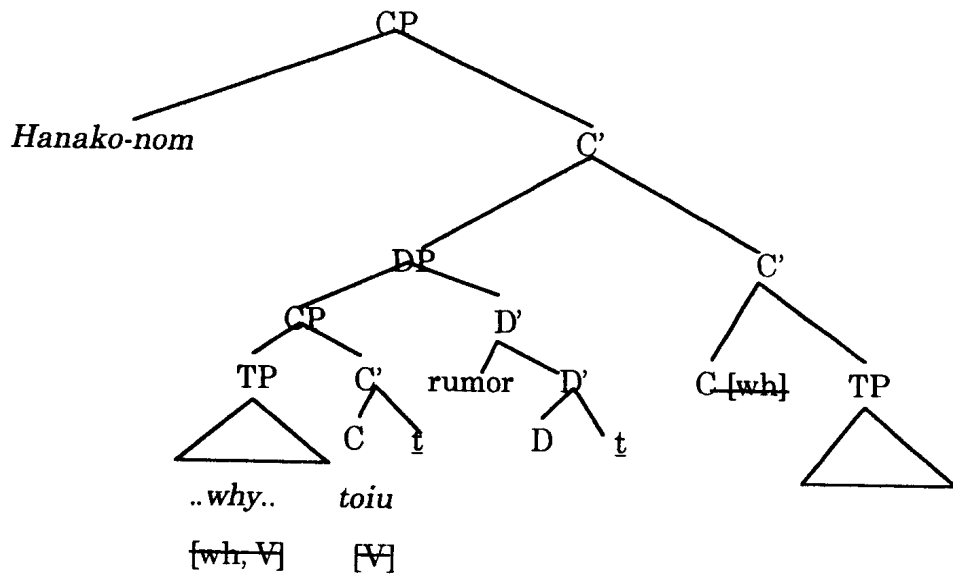 CP
Hanako-nom
C'
DP
C'
CP
D'
TP
C'
rumor
D'
C [wh]
TP
C
t
D
t
..why..
toiu
[wh, V]
[V]